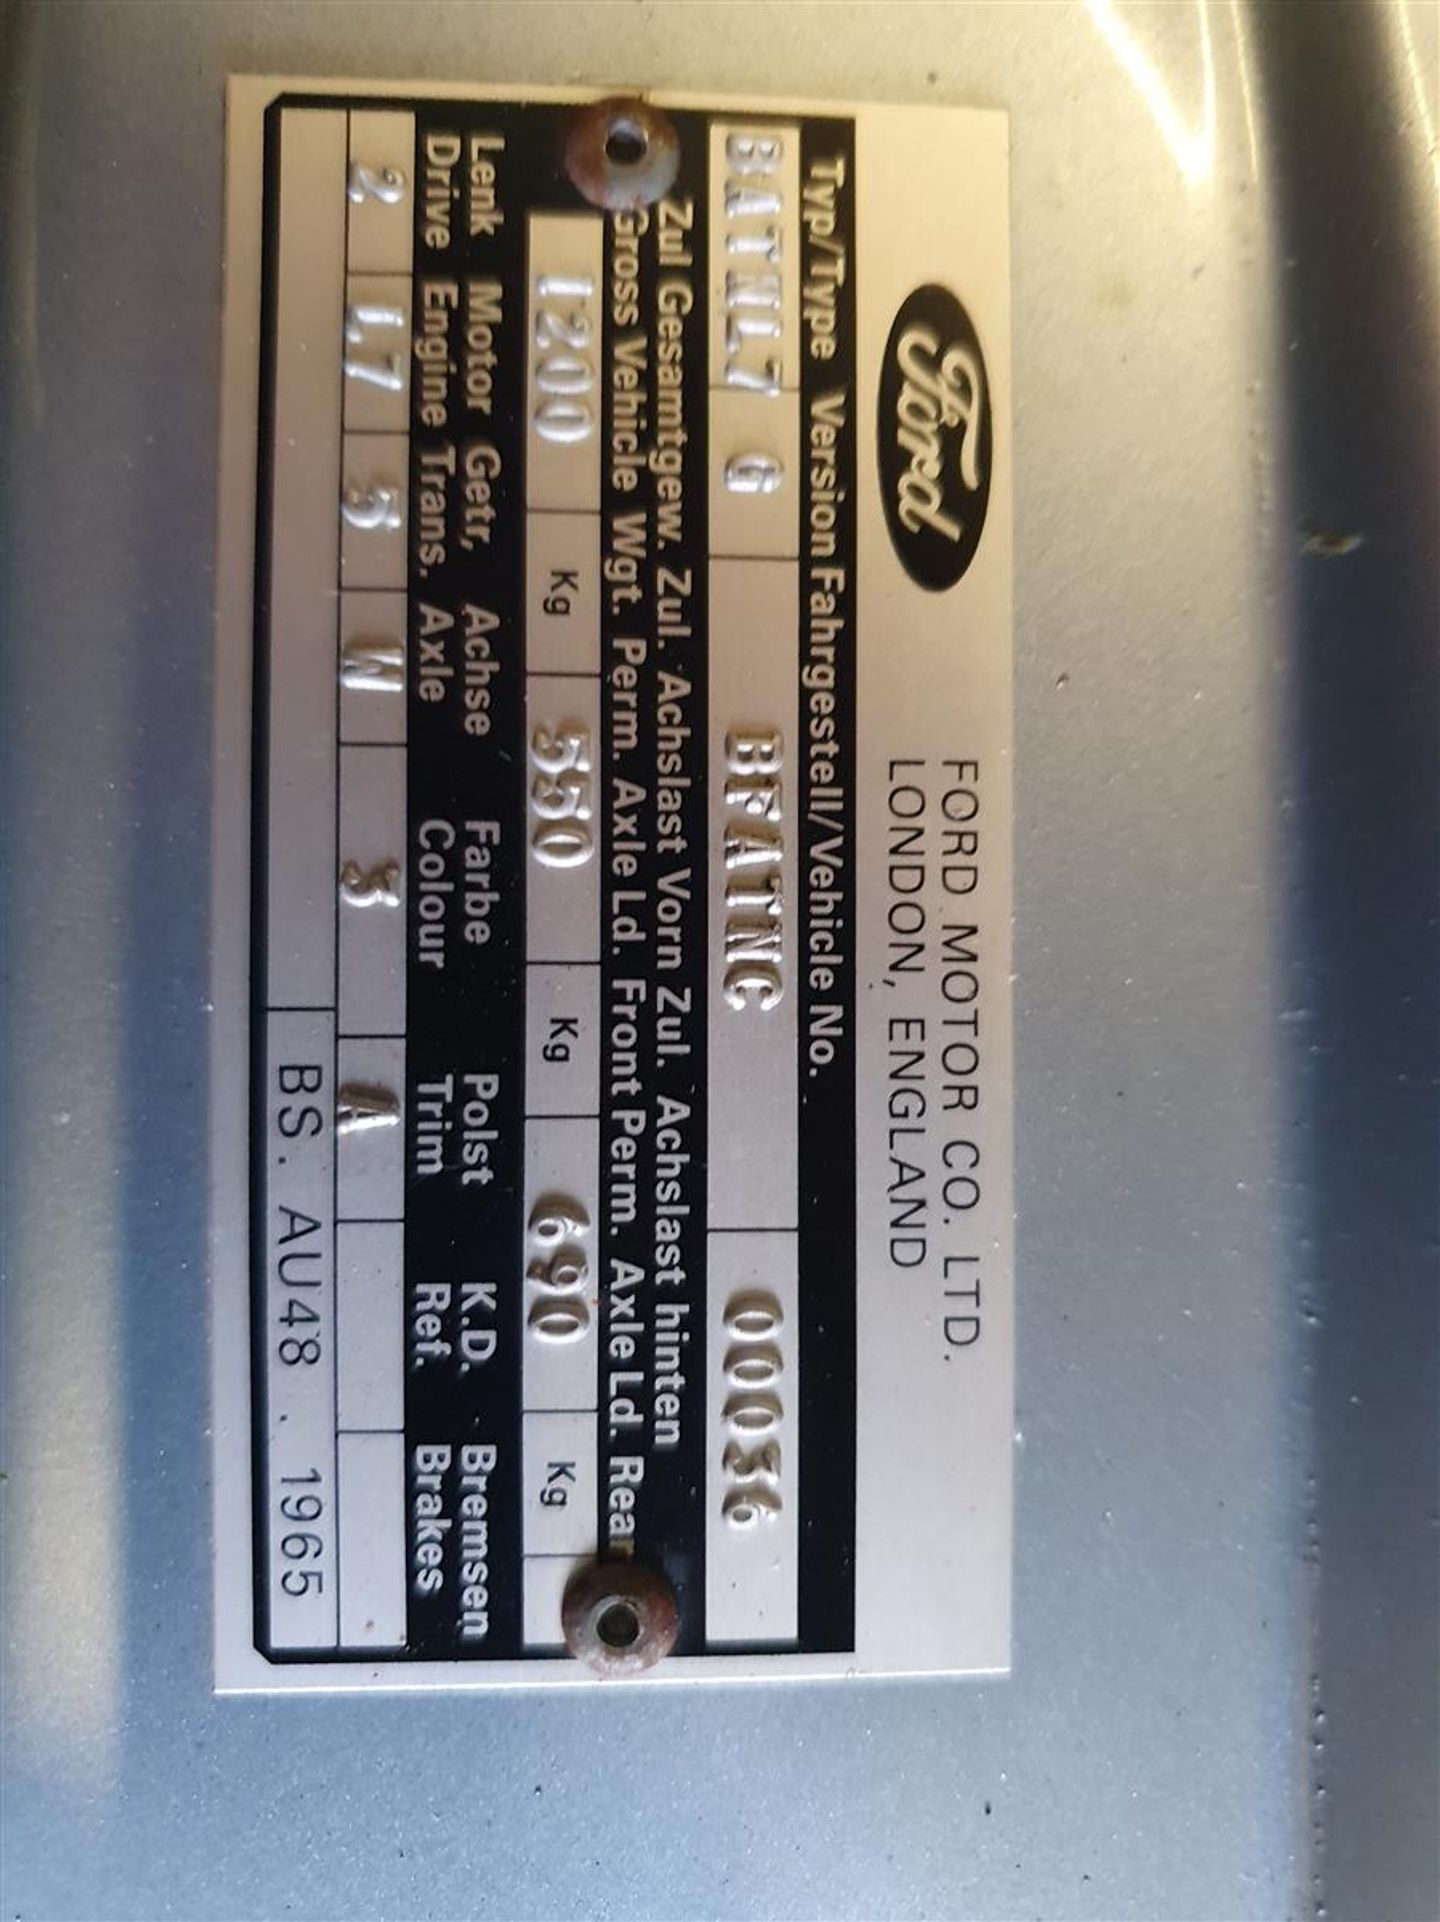 Ford
FORD MOTOR CO. LTD.
LONDON, ENGLAND
Typ/Type Version Fahrgestell/Vehicle No.
BATNL7 G BFATNC 00036
Zul Gesamtgew. Zul. Achslast Vorn Zul. Achslast hinten
Gross Vehicle Wgt. Perm. Axle Ld. Front Perm. Axle Ld. Rear
1200 Kg 550 Kg 690 Kg
Lenk Motor Getr, Achse Farbe Polst K.D. Bremsen
Drive Engine Trans. Axle Colour Trim Ref. Brakes
2 L7 5 W 3 A
BS. AU48 . 1965